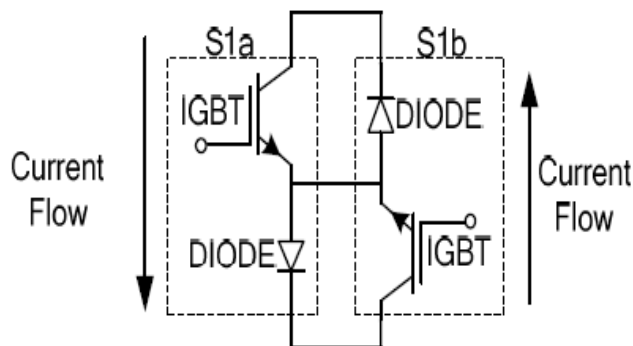 S1a
S1b
IGBT
DIODE
Current
Flow
Current
Flow
DIODE
IGBT